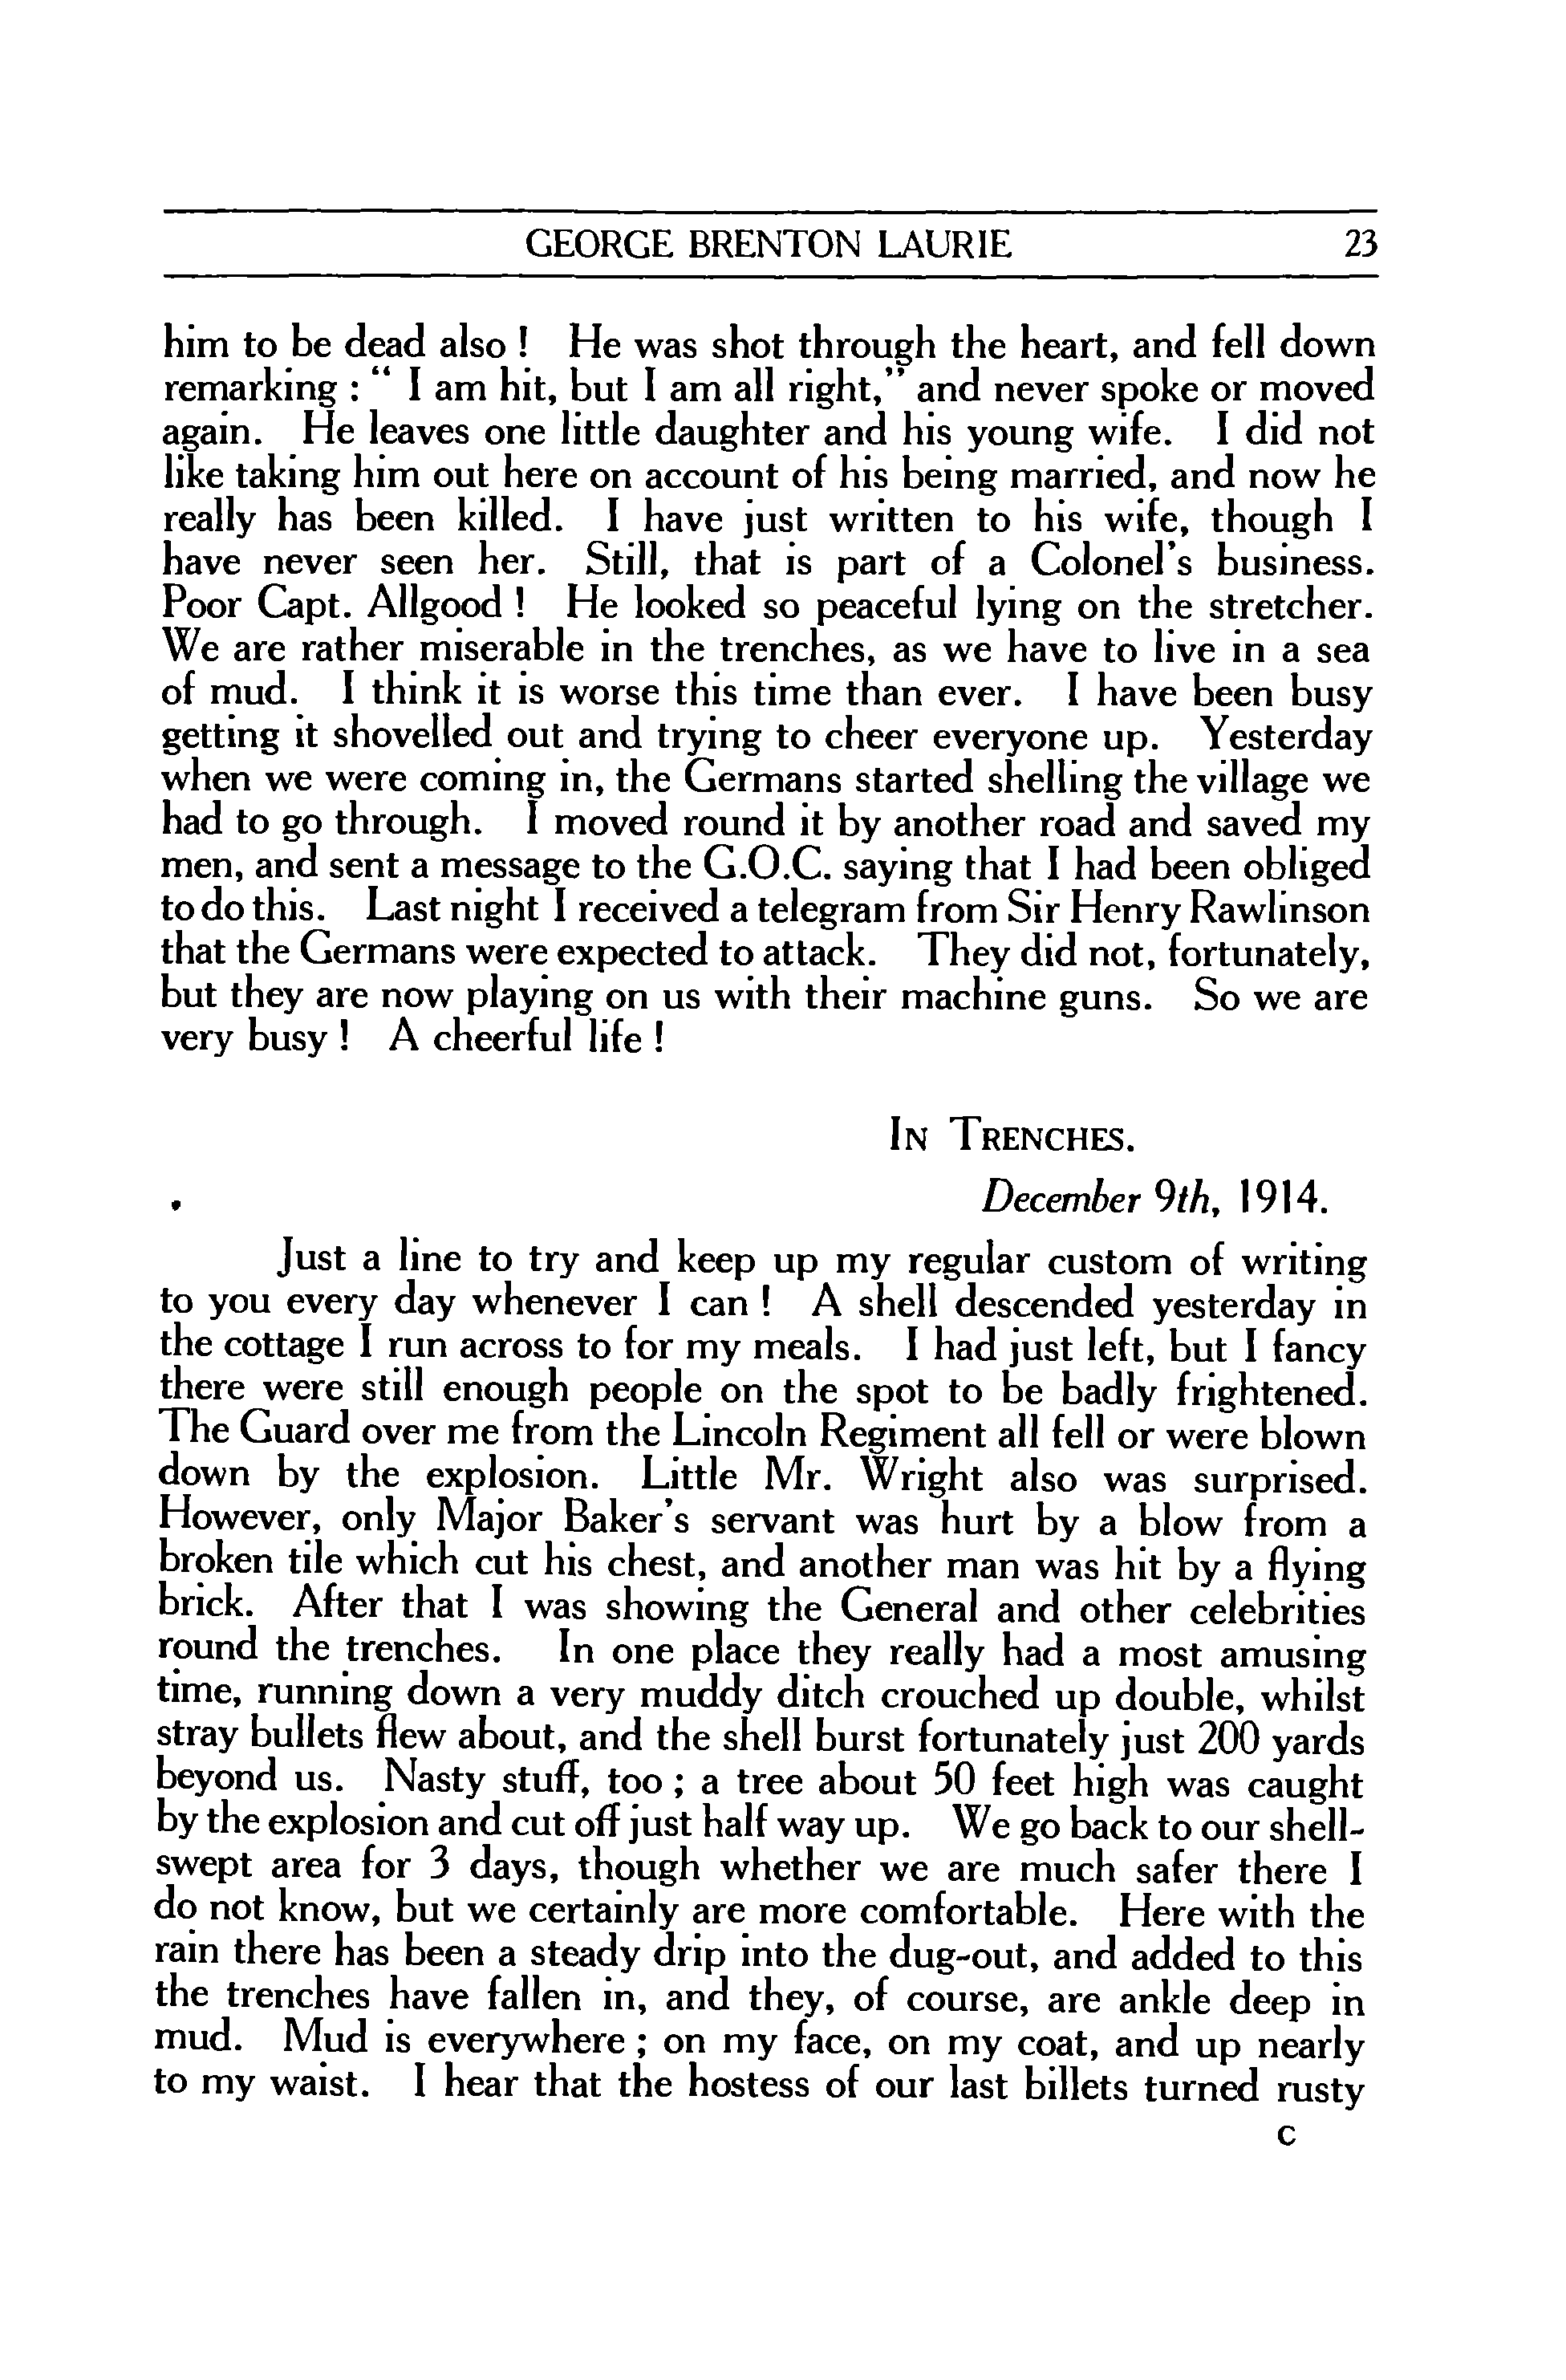 GEORGE BRENTON LAURIE 23
him to be dead also ! He was shot through the heart, and fell down
remarking : “ I am hit, but I am all right,” and never spoke or moved
again. He leaves one little daughter and his young wife. I did not
like taking him out here on account of his being married, and now he
really has been killed. I have just written to his wife, though I
have never seen her. Still, that is part of a Colonel’s business.
Poor Capt. Allgood ! He looked so peaceful lying on the stretcher.
We are rather miserable in the trenches, as we have to live in a sea
of mud. I think it is worse this time than ever. I have been busy
getting it shovelled out and trying to cheer everyone up. Yesterday
when we were coming in, the Germans started shelling the village we
had to go through. I moved round it by another road and saved my
men, and sent a message to the G.O.C. saying that I had been obliged
to do this. Last night I received a telegram from Sir Henry Rawlinson
that the Germans were expected to attack. They did not, fortunately,
but they are now playing on us with their machine guns. So we are
very busy ! A cheerful life !
In Trenches.
December 9th, 1914.
Just a line to try and keep up my regular custom of writing
to you every day whenever I can ! A shell descended yesterday in
the cottage I run across to for my meals. I had just left, but I fancy
there were still enough people on the spot to be badly frightened.
The Guard over me from the Lincoln Regiment all fell or were blown
down by the explosion. Little Mr. Wright also was surprised.
However, only Major Baker’s servant was hurt by a blow from a
broken tile which cut his chest, and another man was hit by a flying
brick. After that I was showing the General and other celebrities
round the trenches. In one place they really had a most amusing
time, running down a very muddy ditch crouched up double, whilst
stray bullets flew about, and the shell burst fortunately just 200 yards
beyond us. Nasty stuff, too ; a tree about 50 feet high was caught
by the explosion and cut off just half way up. We go back to our shell-
swept area for 3 days, though whether we are much safer there I
do not know, but we certainly are more comfortable. Here with the
rain there has been a steady drip into the dug-out, and added to this
the trenches have fallen in, and they, of course, are ankle deep in
mud. Mud is everywhere ; on my face, on my coat, and up nearly
to my waist. I hear that the hostess of our last billets turned rusty
C